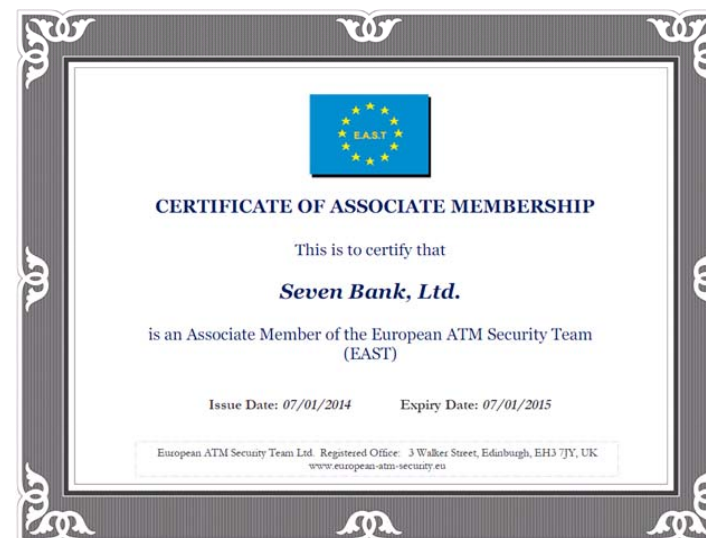 E.A.S.T
CERTIFICATE OF ASSOCIATE MEMBERSHIP
This is to certify that
Seven Bank, Ltd.
is an Associate Member of the European ATM Security Team
(EAST)
Issue Date: 07/01/2014 Expiry Date: 07/01/2015
European ATM Security Team Ltd. Registered Office: 3 Walker Street, Edinburgh, EH3 7JY, UK
www.european-atm-security.eu